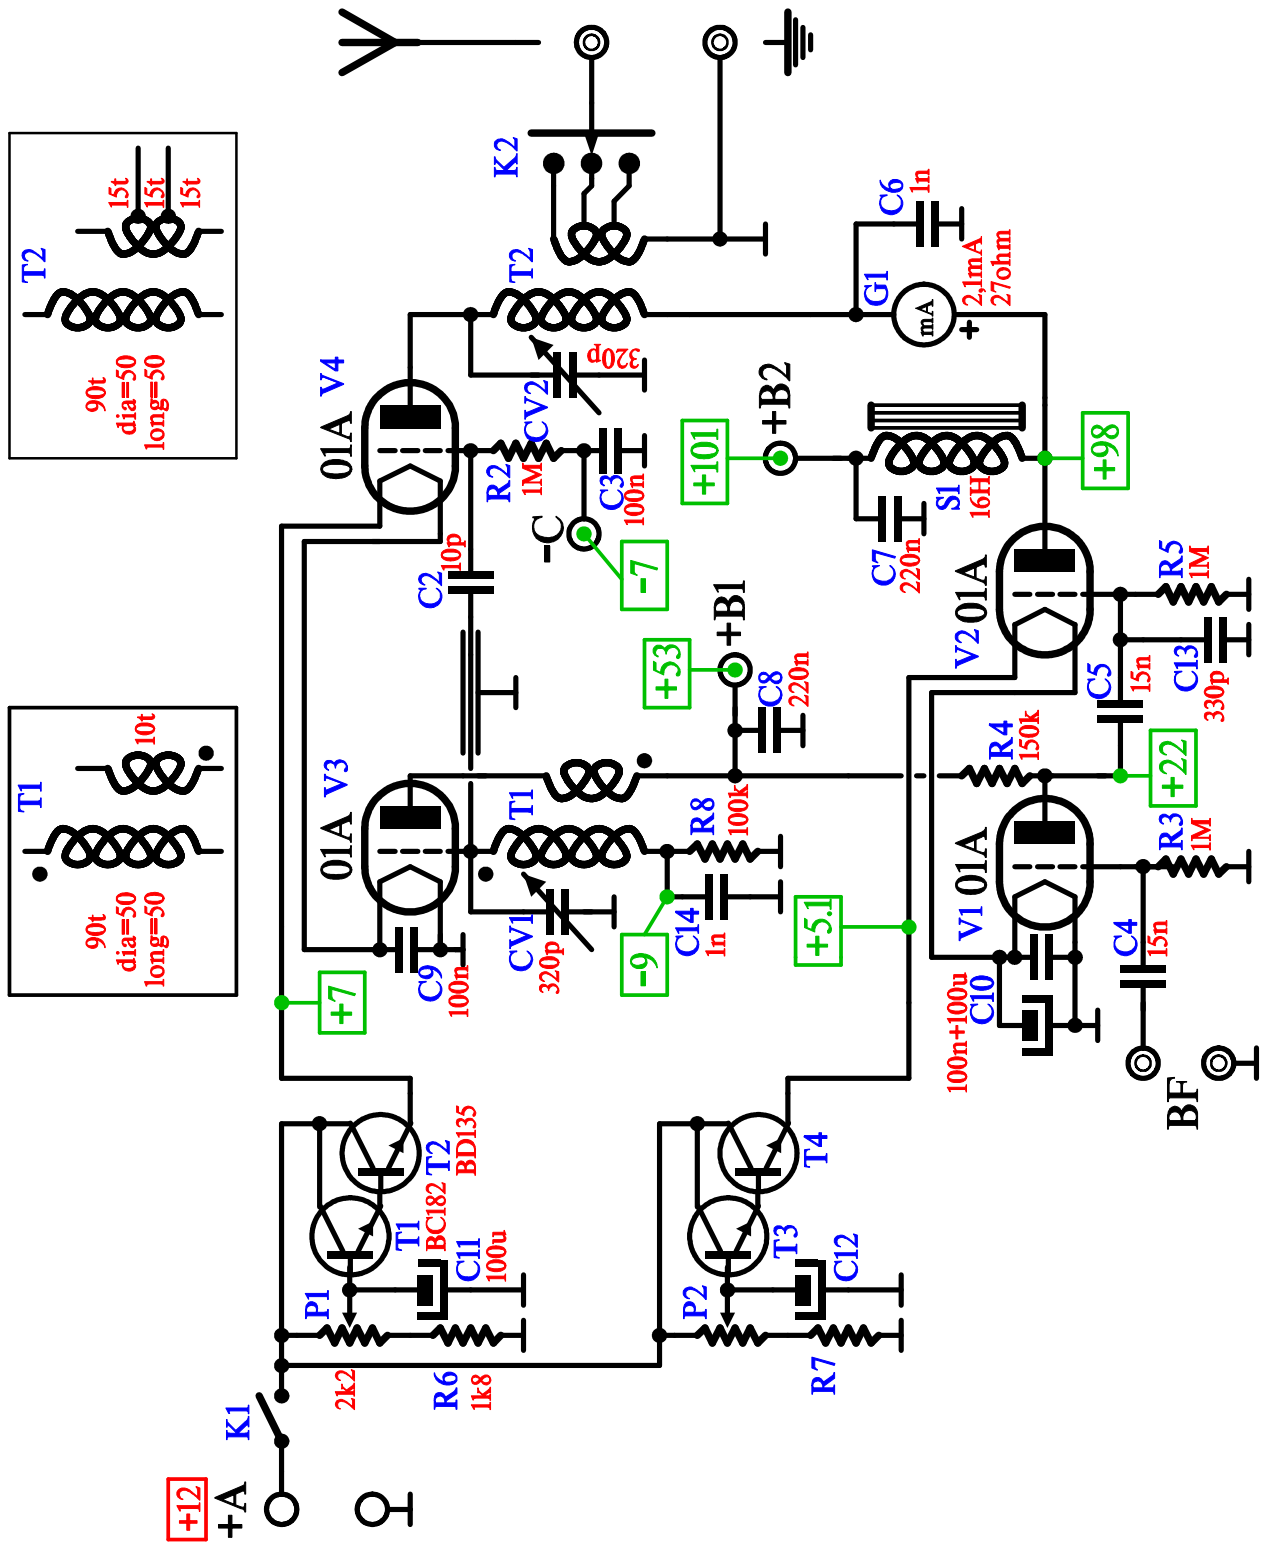 T1
90t
dia=50
long=50
10t
T2
90t
dia=50
long=50
15t
15t
15t
+12
+A
K1
P1
2k2
R6
1k8
T1
BC182
C11
100u
T2
BD135
+7
01A
V3
C9
100n
CV1
320p
T1
-9
C14
1n
R8
100k
C2
10p
01A
V4
R2
1M
-C
-7
C3
100n
CV2
320p
T2
K2
+53
+B1
C8
220n
+101
+B2
C7
220n
S1
16H
+98
G1
mA
+
2,1mA
27ohm
C6
1n
P2
R7
T3
C12
T4
+5.1
01A
V1
100n+100u
C10
R4
150k
+22
C4
15n
R3
1M
BF
01A
V2
C5
15n
C13
330p
R5
1M